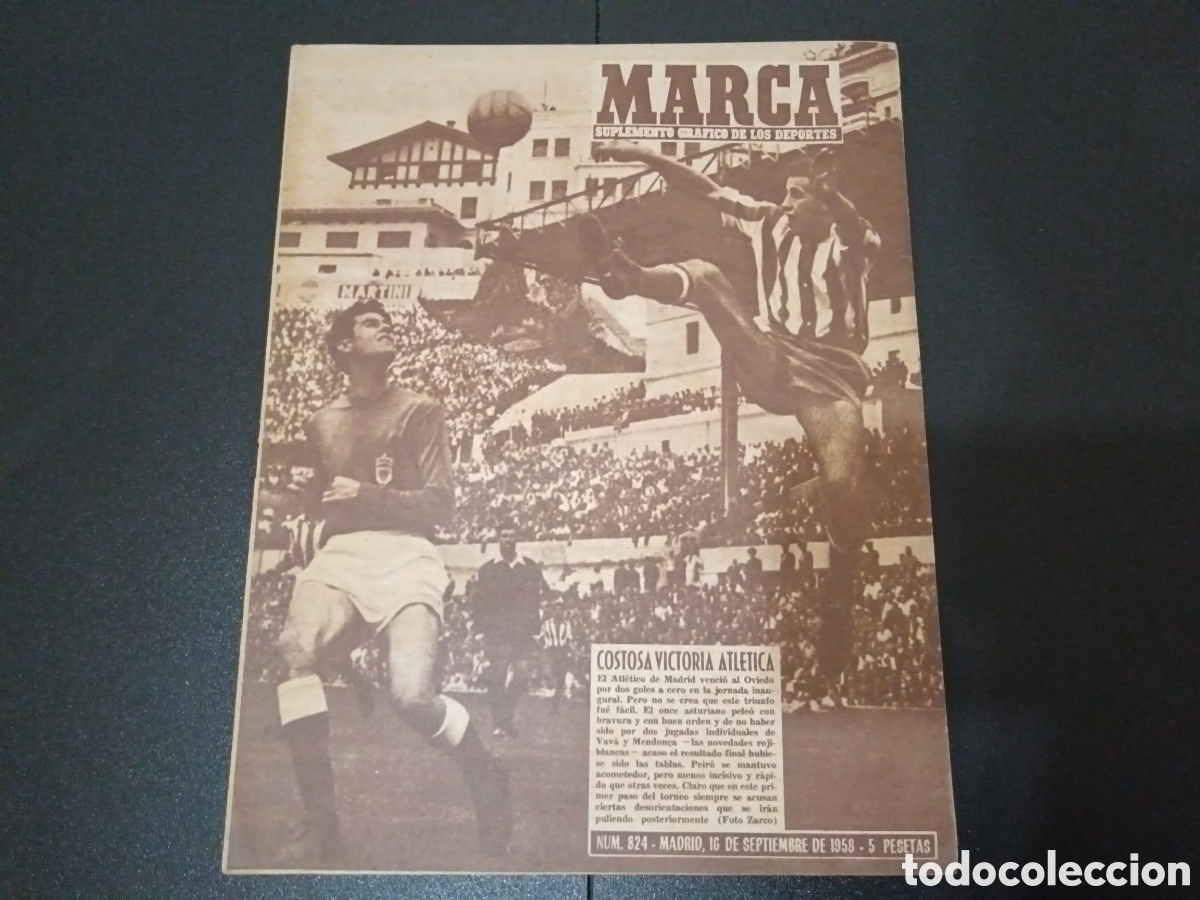 MARCA
SUPLEMENTO GRAFICO DE LOS DEPORTES
MARTINI
COSTOSA VICTORIA ATLETICA
El Atlético de Madrid venció al Oviedo
por dos goles a cero en la jornada inau-
gural. Pero no se crea que este triunfo
fué fácil. El once asturiano peleó con
bravura y con buen orden y de no haber
sido por dos jugadas individuales de
Vavá y Mendonça —las novedades roji-
blancas— acaso el resultado final hubie-
se sido las tablas. Peiró se mantuvo
acometedor, pero menos incisivo y rápi-
do que otras veces. Claro que en este pri-
mer paso del torneo siempre se acusan
ciertas desorientaciones que se irán
puliendo posteriormente (Foto Zarco)
NUM. 824 - MADRID, 16 DE SEPTIEMBRE DE 1958 - 5 PESETAS
todocoleccion